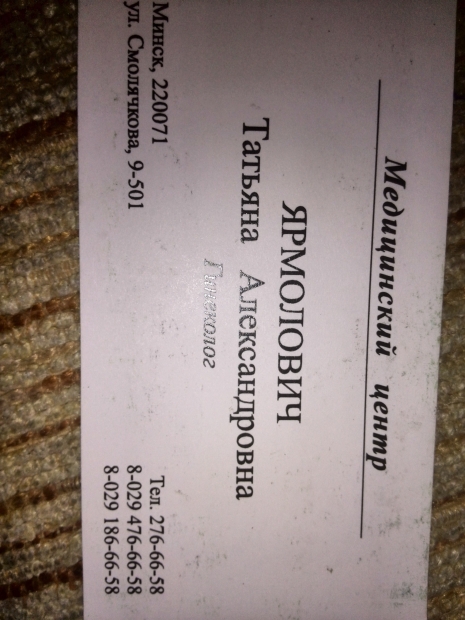 Медицинский центр
ЯРМОЛОВИЧ
Татьяна Александровна
Гинеколог
Минск, 220071
ул. Смолячкова, 9-501
Тел. 276-66-58
8-029 476-66-58
8-029 186-66-58